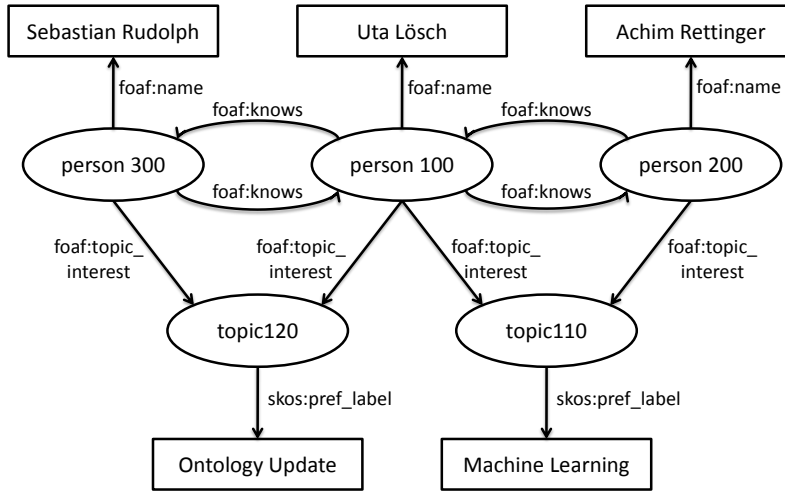 Sebastian Rudolph
Uta Lösch
Achim Rettinger
foaf:name
foaf:name
foaf:name
foaf:knows
foaf:knows
person 300
person 100
person 200
foaf:knows
foaf:knows
foaf:topic_
interest
foaf:topic_
interest
foaf:topic_
interest
foaf:topic_
interest
topic120
topic110
skos:pref_label
skos:pref_label
Ontology Update
Machine Learning